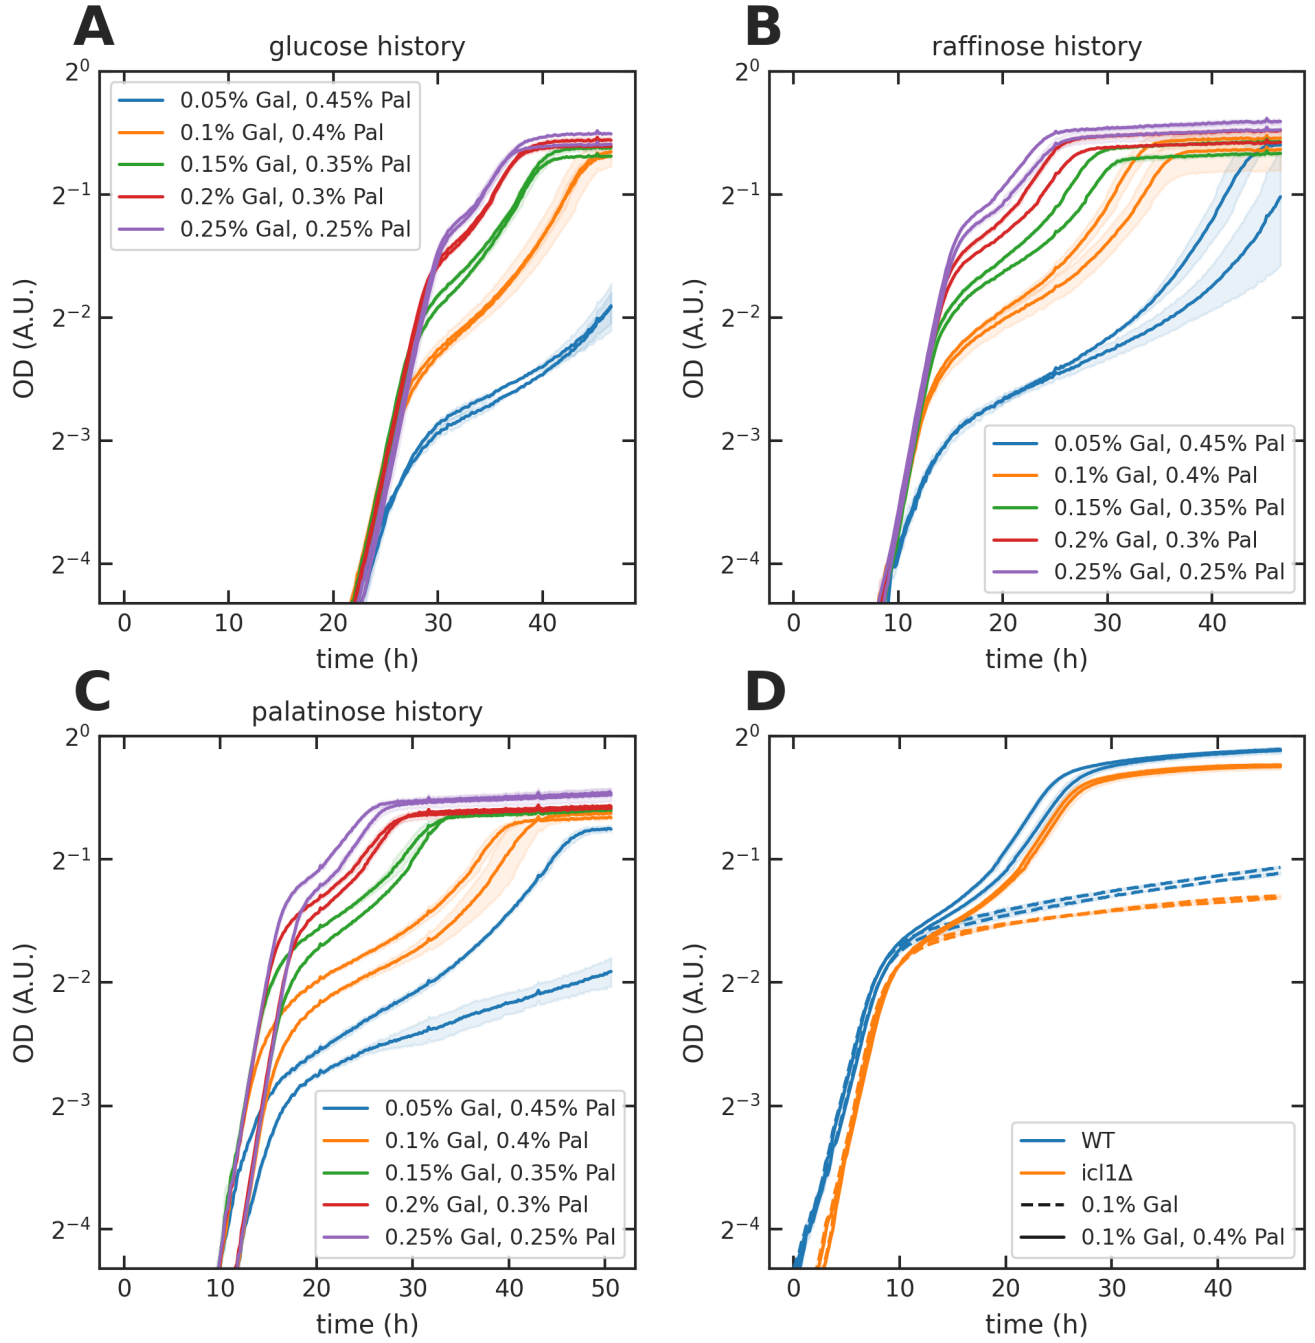 A
glucose history
2^0
2^-1
2^-2
2^-3
2^-4
OD (A.U.)
0.05% Gal, 0.45% Pal
0.1% Gal, 0.4% Pal
0.15% Gal, 0.35% Pal
0.2% Gal, 0.3% Pal
0.25% Gal, 0.25% Pal
0 10 20 30 40
time (h)
B
raffinose history
2^0
2^-1
2^-2
2^-3
2^-4
OD (A.U.)
0.05% Gal, 0.45% Pal
0.1% Gal, 0.4% Pal
0.15% Gal, 0.35% Pal
0.2% Gal, 0.3% Pal
0.25% Gal, 0.25% Pal
0 10 20 30 40
time (h)
C
palatinose history
2^0
2^-1
2^-2
2^-3
2^-4
OD (A.U.)
0.05% Gal, 0.45% Pal
0.1% Gal, 0.4% Pal
0.15% Gal, 0.35% Pal
0.2% Gal, 0.3% Pal
0.25% Gal, 0.25% Pal
0 10 20 30 40 50
time (h)
D
2^0
2^-1
2^-2
2^-3
2^-4
OD (A.U.)
WT
icl1Δ
0.1% Gal
0.1% Gal, 0.4% Pal
0 10 20 30 40
time (h)